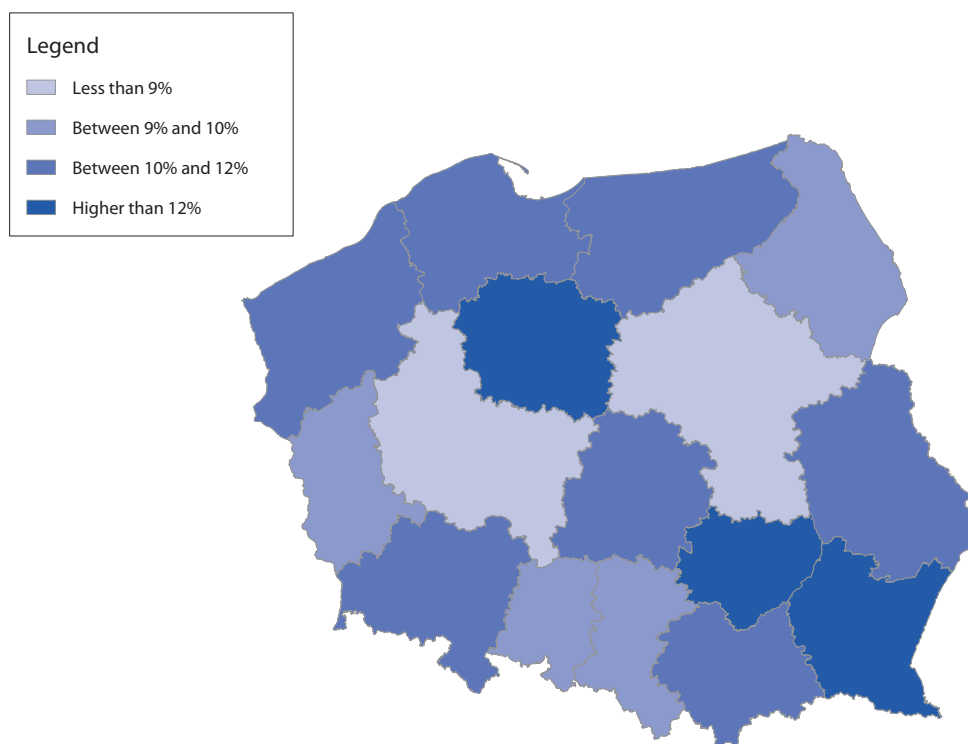 Legend
Less than 9%
Between 9% and 10%
Between 10% and 12%
Higher than 12%